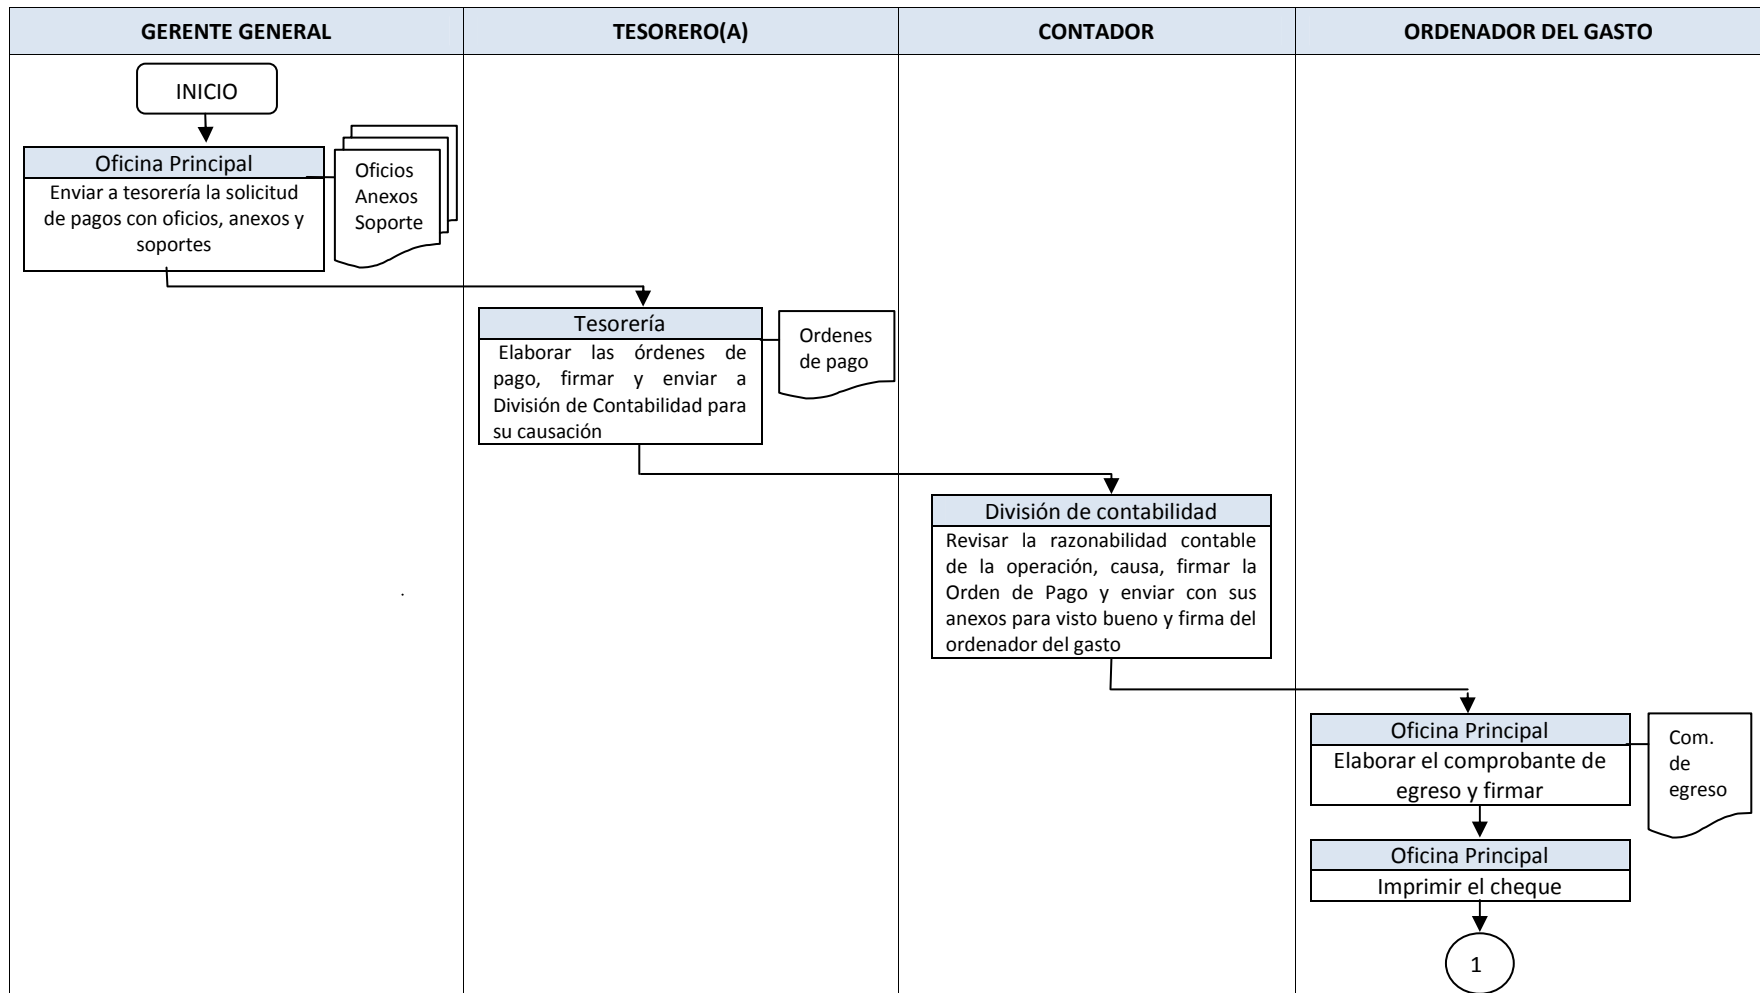 GERENTE GENERAL
TESORERO(A)
CONTADOR
ORDENADOR DEL GASTO
INICIO
Oficina Principal
Enviar a tesorería la solicitud
de pagos con oficios, anexos y
soportes
Oficios
Anexos
Soporte
Tesorería
Elaborar las órdenes de
pago, firmar y enviar a
División de Contabilidad para
su causación
Ordenes
de pago
División de contabilidad
Revisar la razonabilidad contable
de la operación, causa, firmar la
Orden de Pago y enviar con sus
anexos para visto bueno y firma del
ordenador del gasto
.
Oficina Principal
Elaborar el comprobante de
egreso y firmar
Com.
de
egreso
Oficina Principal
Imprimir el cheque
1